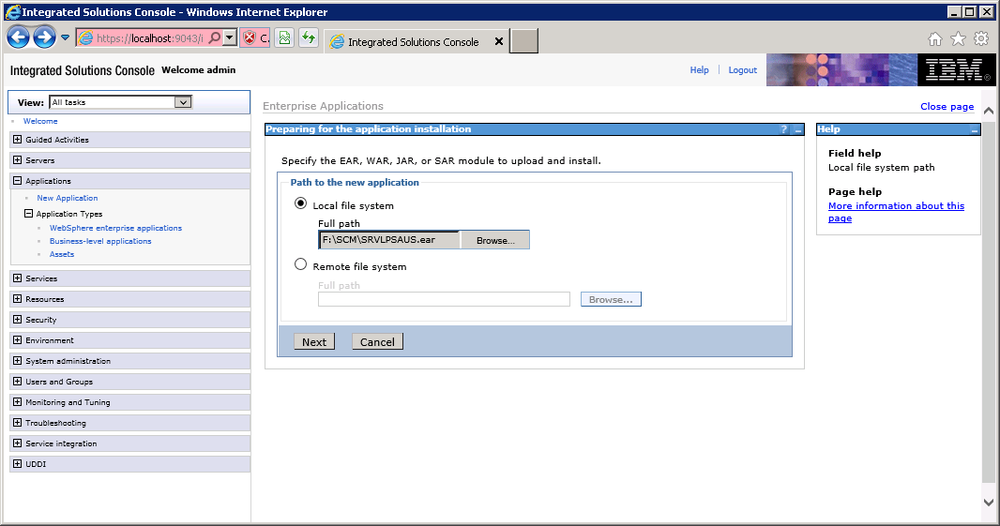 Integrated Solutions Console - Windows Internet Explorer
https://localhost:9043/i
C.
Integrated Solutions Console
Integrated Solutions Console Welcome admin
Help
Logout
IBM®
View: All tasks
Welcome
Guided Activities
Servers
Applications
New Application
Application Types
WebSphere enterprise applications
Business-level applications
Assets
Services
Resources
Security
Environment
System administration
Users and Groups
Monitoring and Tuning
Troubleshooting
Service integration
UDDI
Enterprise Applications
Close page
Preparing for the application installation ?
Specify the EAR, WAR, JAR, or SAR module to upload and install.
Path to the new application
Local file system
Full path
F:\SCM\SRVLPSAUS.ear
Browse...
Remote file system
Full path
Browse...
Next
Cancel
Help
Field help
Local file system path
Page help
More information about this
page